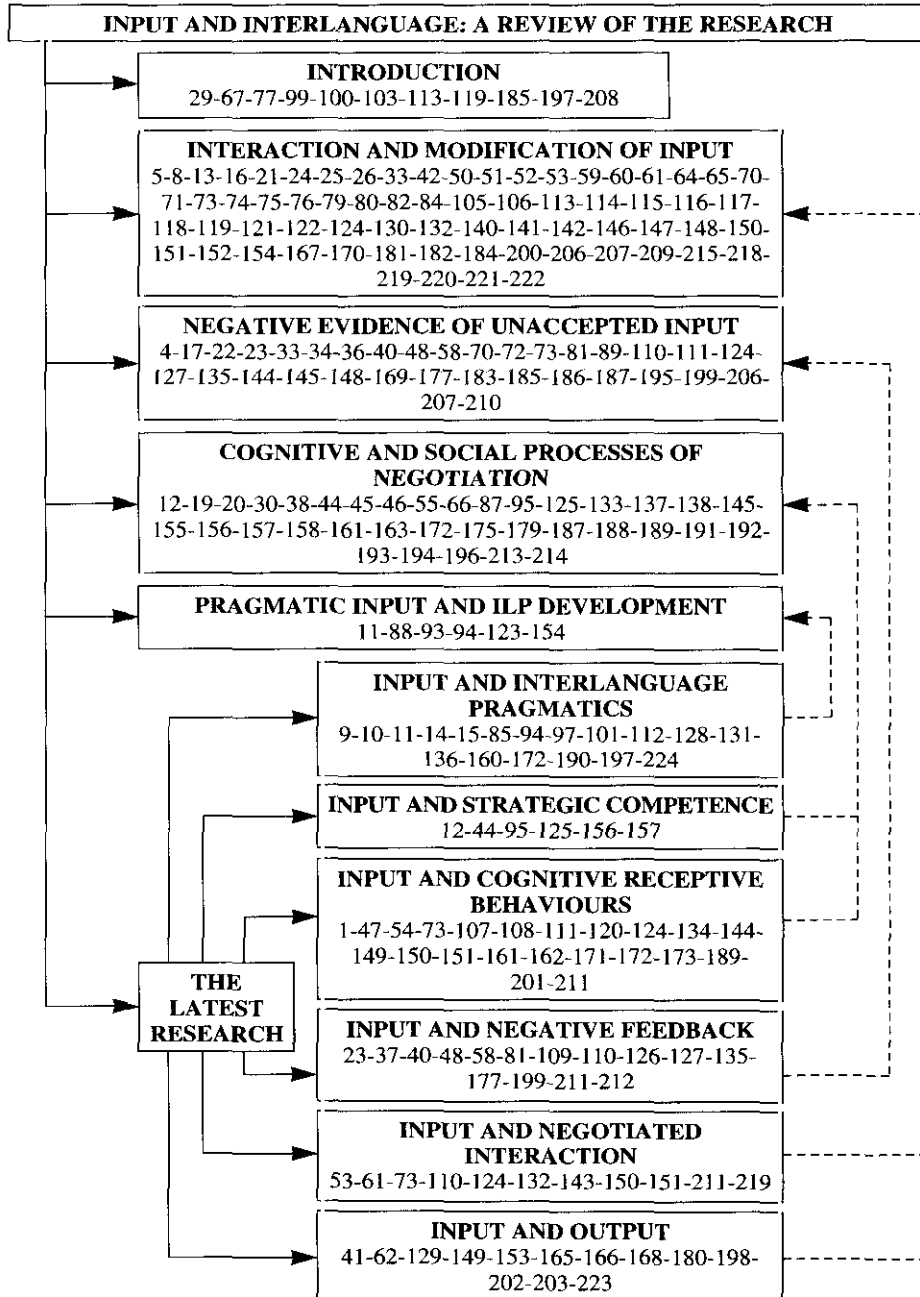 INPUT AND INTERLANGUAGE: A REVIEW OF THE RESEARCH
INTRODUCTION
29-67-77-99-100-103-113-119-185-197-208
INTERACTION AND MODIFICATION OF INPUT
5-8-13-16-21-24-25-26-33-42-50-51-52-53-59-60-61-64-65-70-
71-73-74-75-76-79-80-82-84-105-106-113-114-115-116-117-
118-119-121-122-124-130-132-140-141-142-146-147-148-150-
151-152-154-167-170-181-182-184-200-206-207-209-215-218-
219-220-221-222
NEGATIVE EVIDENCE OF UNACCEPTED INPUT
4-17-22-23-33-34-36-40-48-58-70-72-73-81-89-110-111-124-
127-135-144-145-148-169-177-183-185-186-187-195-199-206-
207-210
COGNITIVE AND SOCIAL PROCESSES OF
NEGOTIATION
12-19-20-30-38-44-45-46-55-66-87-95-125-133-137-138-145-
155-156-157-158-161-163-172-175-179-187-188-189-191-192-
193-194-196-213-214
PRAGMATIC INPUT AND ILP DEVELOPMENT
11-88-93-94-123-154
INPUT AND INTERLANGUAGE
PRAGMATICS
9-10-11-14-15-85-94-97-101-112-128-131-
136-160-172-190-197-224
INPUT AND STRATEGIC COMPETENCE
12-44-95-125-156-157
INPUT AND COGNITIVE RECEPTIVE
BEHAVIOURS
1-47-54-73-107-108-111-120-124-134-144-
149-150-151-161-162-171-172-173-189-
201-211
THE
LATEST
RESEARCH
INPUT AND NEGATIVE FEEDBACK
23-37-40-48-58-81-109-110-126-127-135-
177-199-211-212
INPUT AND NEGOTIATED
INTERACTION
53-61-73-110-124-132-143-150-151-211-219
INPUT AND OUTPUT
41-62-129-149-153-165-166-168-180-198-
202-203-223